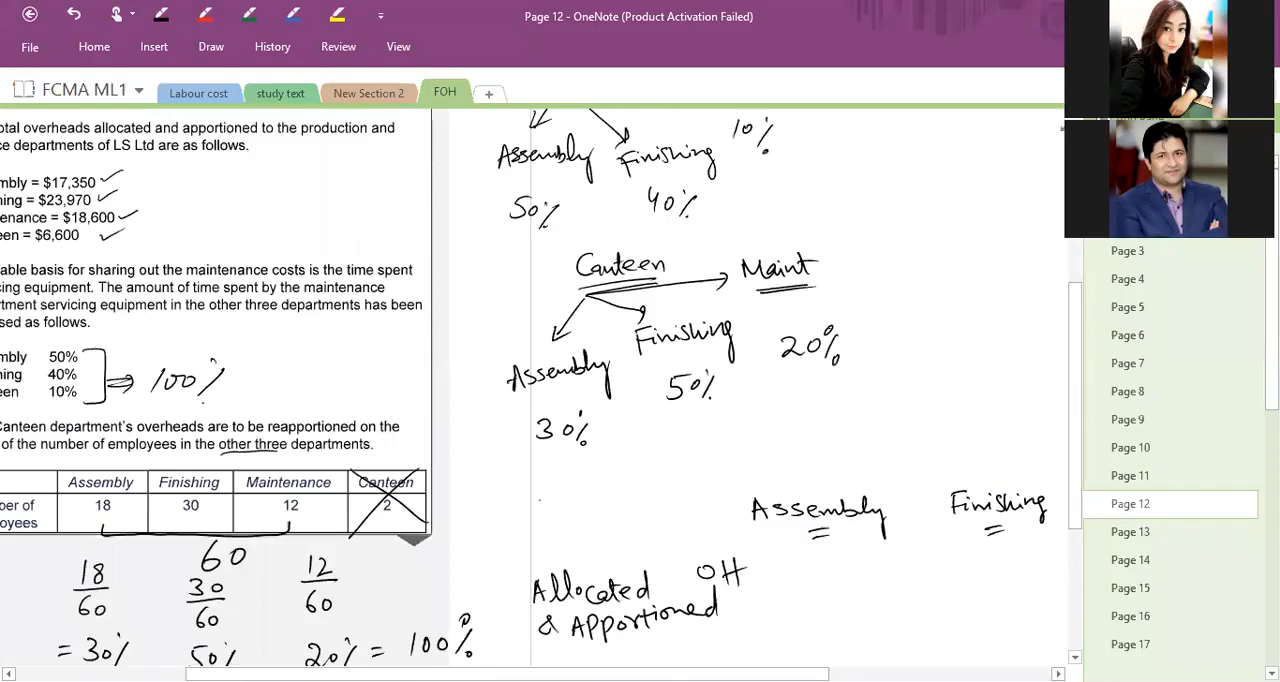 Page 12 - OneNote (Product Activation Failed)
File Home Insert Draw History Review View
FCMA ML1 Labour cost study text New Section 2 FOH +
otal overheads allocated and apportioned to the production and
ce departments of LS Ltd are as follows.
mbly = $17,350
hing = $23,970
tenance = $18,600
een = $6,600
able basis for sharing out the maintenance costs is the time spent
cing equipment. The amount of time spent by the maintenance
rtment servicing equipment in the other three departments has been
sed as follows.
mbly 50%
hing 40%
een 10%
100%
Canteen department's overheads are to be reapportioned on the
of the number of employees in the other three departments.
Assembly Finishing Maintenance Canteen
ber of 18 30 12 2
oyees
60
18 30 12
60 60 60
= 30% 50% 20% = 100%
Assembly Finishing 10%
50% 40%
Canteen Maint
Assembly Finishing 20%
30% 50%
Assembly Finishing
Allocated OH
& Apportioned
Page 3
Page 4
Page 5
Page 6
Page 7
Page 8
Page 9
Page 10
Page 11
Page 12
Page 13
Page 14
Page 15
Page 16
Page 17